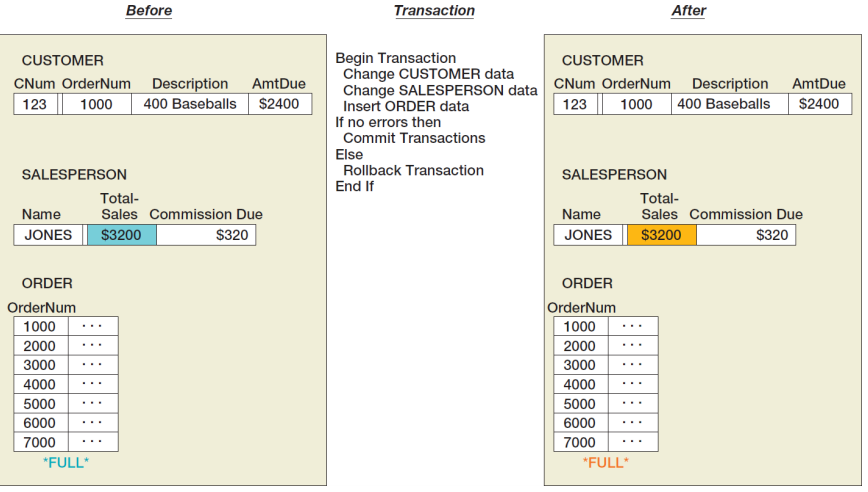 Before
Transaction
After
CUSTOMER
CNum OrderNum Description AmtDue
123 1000 400 Baseballs $2400
SALESPERSON
Total-
Name Sales Commission Due
JONES $3200 $320
ORDER
OrderNum
1000 ···
2000 ···
3000 ···
4000 ···
5000 ···
6000 ···
7000 ···
*FULL*
Begin Transaction
Change CUSTOMER data
Change SALESPERSON data
Insert ORDER data
If no errors then
Commit Transactions
Else
Rollback Transaction
End If
CUSTOMER
CNum OrderNum Description AmtDue
123 1000 400 Baseballs $2400
SALESPERSON
Total-
Name Sales Commission Due
JONES $3200 $320
ORDER
OrderNum
1000 ···
2000 ···
3000 ···
4000 ···
5000 ···
6000 ···
7000 ···
*FULL*